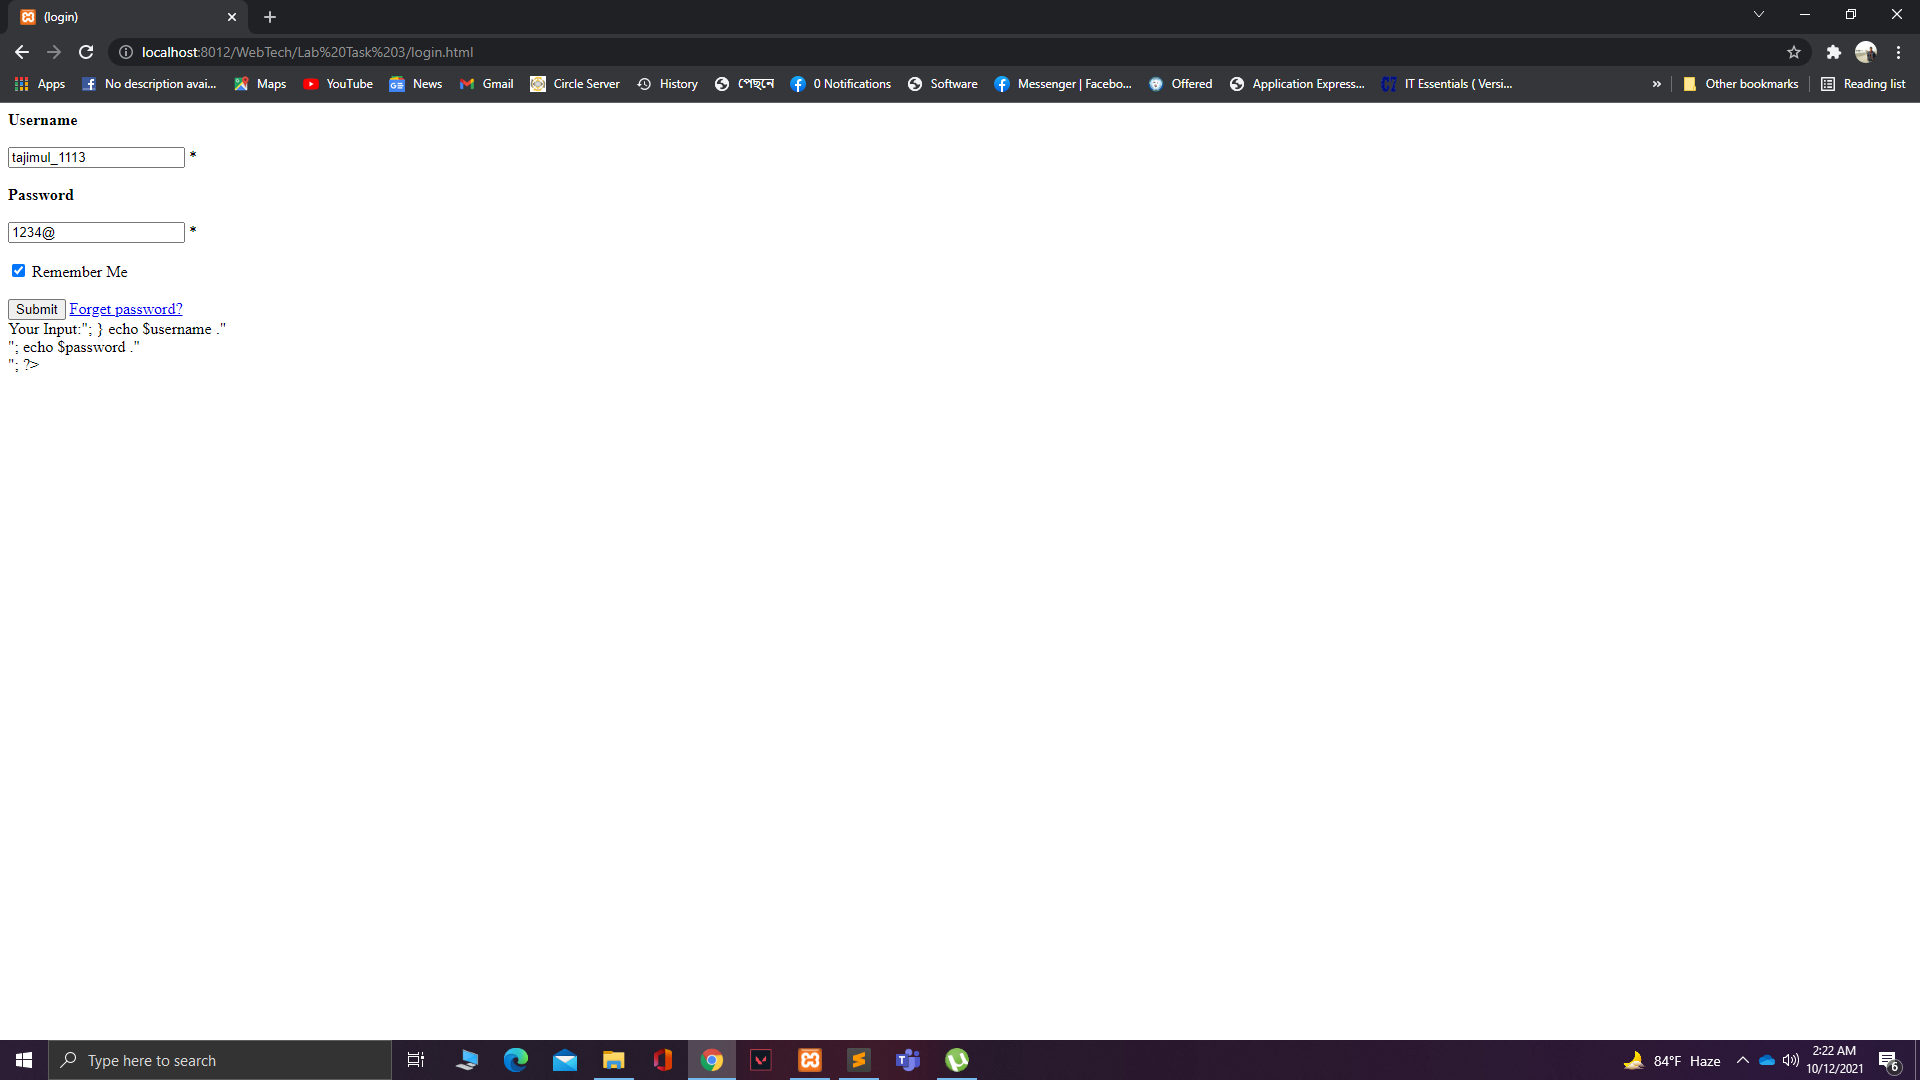 (login)
localhost:8012/WebTech/Lab%20Task%203/login.html
Apps No description avai... Maps YouTube News Gmail Circle Server History পেছনে 0 Notifications Software Messenger | Facebo... Offered Application Express... IT Essentials ( Versi... » Other bookmarks Reading list
Username
tajimul_1113 *
Password
1234@ *
Remember Me
Submit Forget password?
Your Input:"; } echo $username ."
"; echo $password ."
"; ?>
Type here to search
84°F Haze
2:22 AM
10/12/2021
6